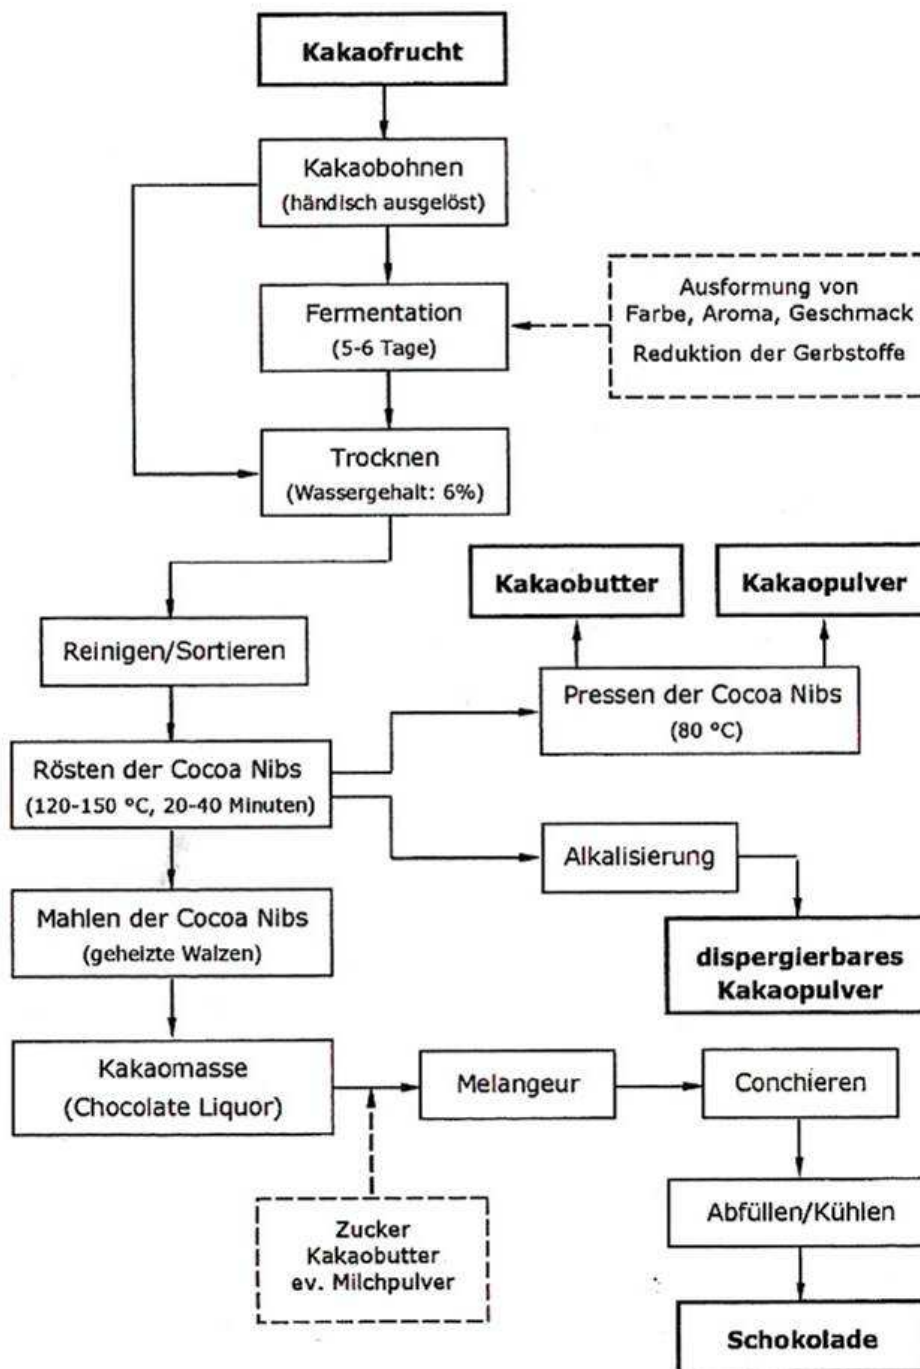 Kakaofrucht
Kakaobohnen
(händisch ausgelöst)
Fermentation
(5-6 Tage)
Ausformung von
Farbe, Aroma, Geschmack
Reduktion der Gerbstoffe
Trocknen
(Wassergehalt: 6%)
Kakaobutter
Kakaopulver
Reinigen/Sortieren
Pressen der Cocoa Nibs
(80 °C)
Rösten der Cocoa Nibs
(120-150 °C, 20-40 Minuten)
Alkalisierung
Mahlen der Cocoa Nibs
(geheizte Walzen)
dispergierbares
Kakaopulver
Kakaomasse
(Chocolate Liquor)
Melangeur
Conchieren
Zucker
Kakaobutter
ev. Milchpulver
Abfüllen/Kühlen
Schokolade